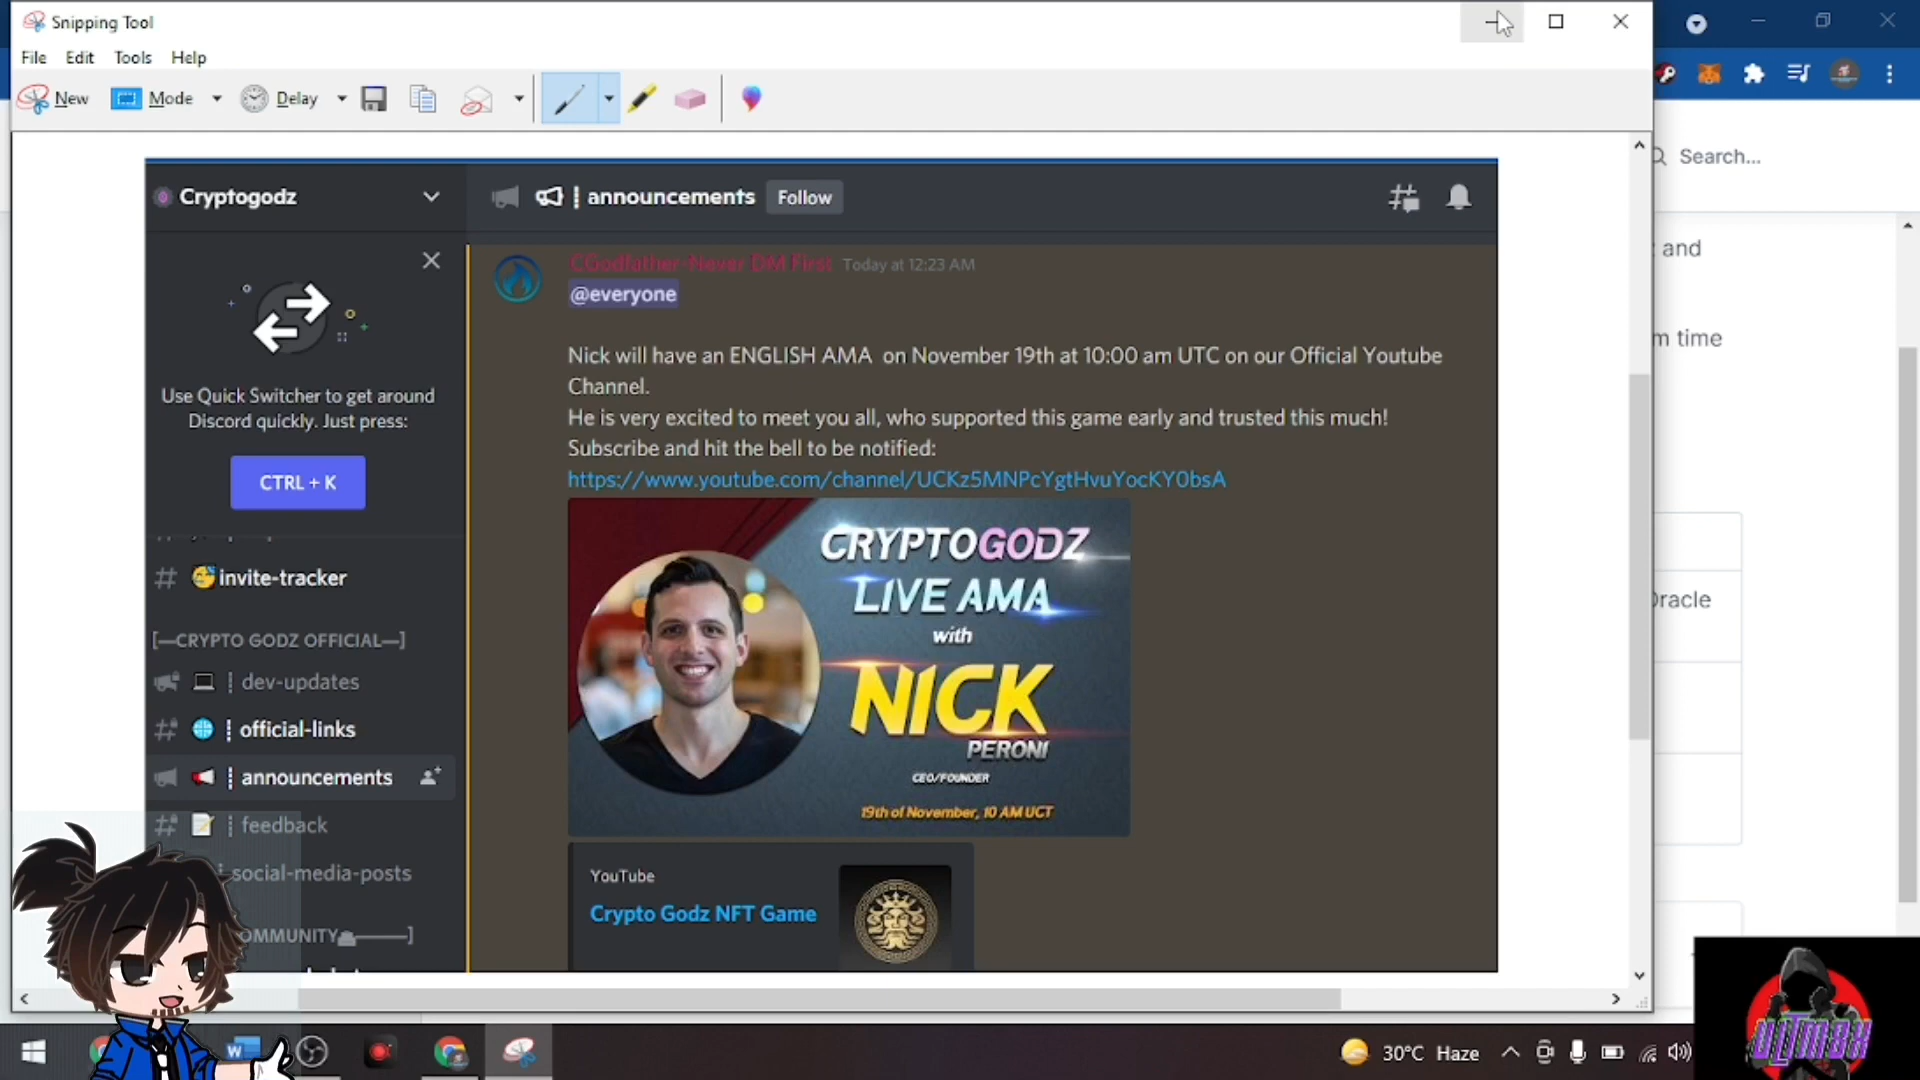 Snipping Tool
File Edit Tools Help
New Mode Delay
Search...
Cryptogodz
announcements Follow
and
CGodfather-Never DM First Today at 12:23 AM
@everyone
time
Nick will have an ENGLISH AMA on November 19th at 10:00 am UTC on our Official Youtube
Channel.
He is very excited to meet you all, who supported this game early and trusted this much!
Subscribe and hit the bell to be notified:
https://www.youtube.com/channel/UCKz5MNPcYgtHvuYocKY0bsA
Use Quick Switcher to get around
Discord quickly. Just press:
CTRL + K
invite-tracker
[—CRYPTO GODZ OFFICIAL—]
dev-updates
official-links
announcements
feedback
social-media-posts
CRYPTOGODZ
LIVE AMA
with
NICK
PERONI
CEO/FOUNDER
19th of November, 10 AM UCT
YouTube
Crypto Godz NFT Game
30°C Haze